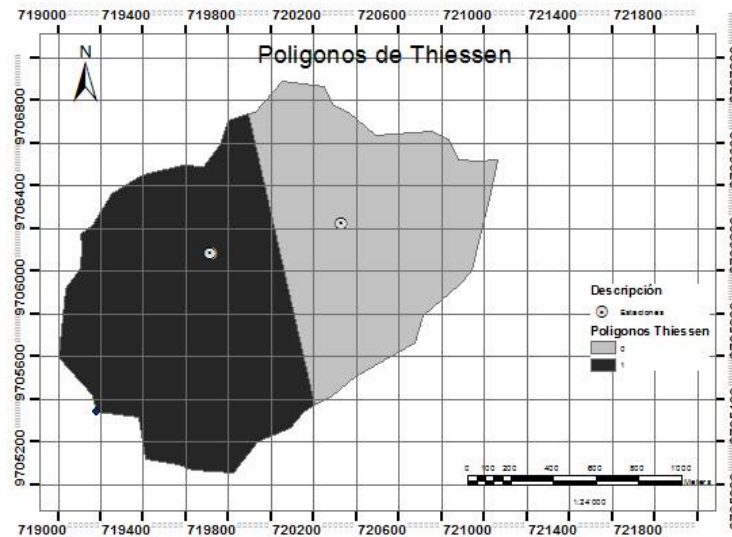 719000 719400 719800 720200 720600 721000 721400 721800
Poligonos de Thiessen
N
9706800
9706400
9706000
9705600
9705200
Descripción
Estaciones
Poligonos Thiessen
0
1
0 100 200 400 600 800 1000
Meters
1:24 000
719000 719400 719800 720200 720600 721000 721400 721800